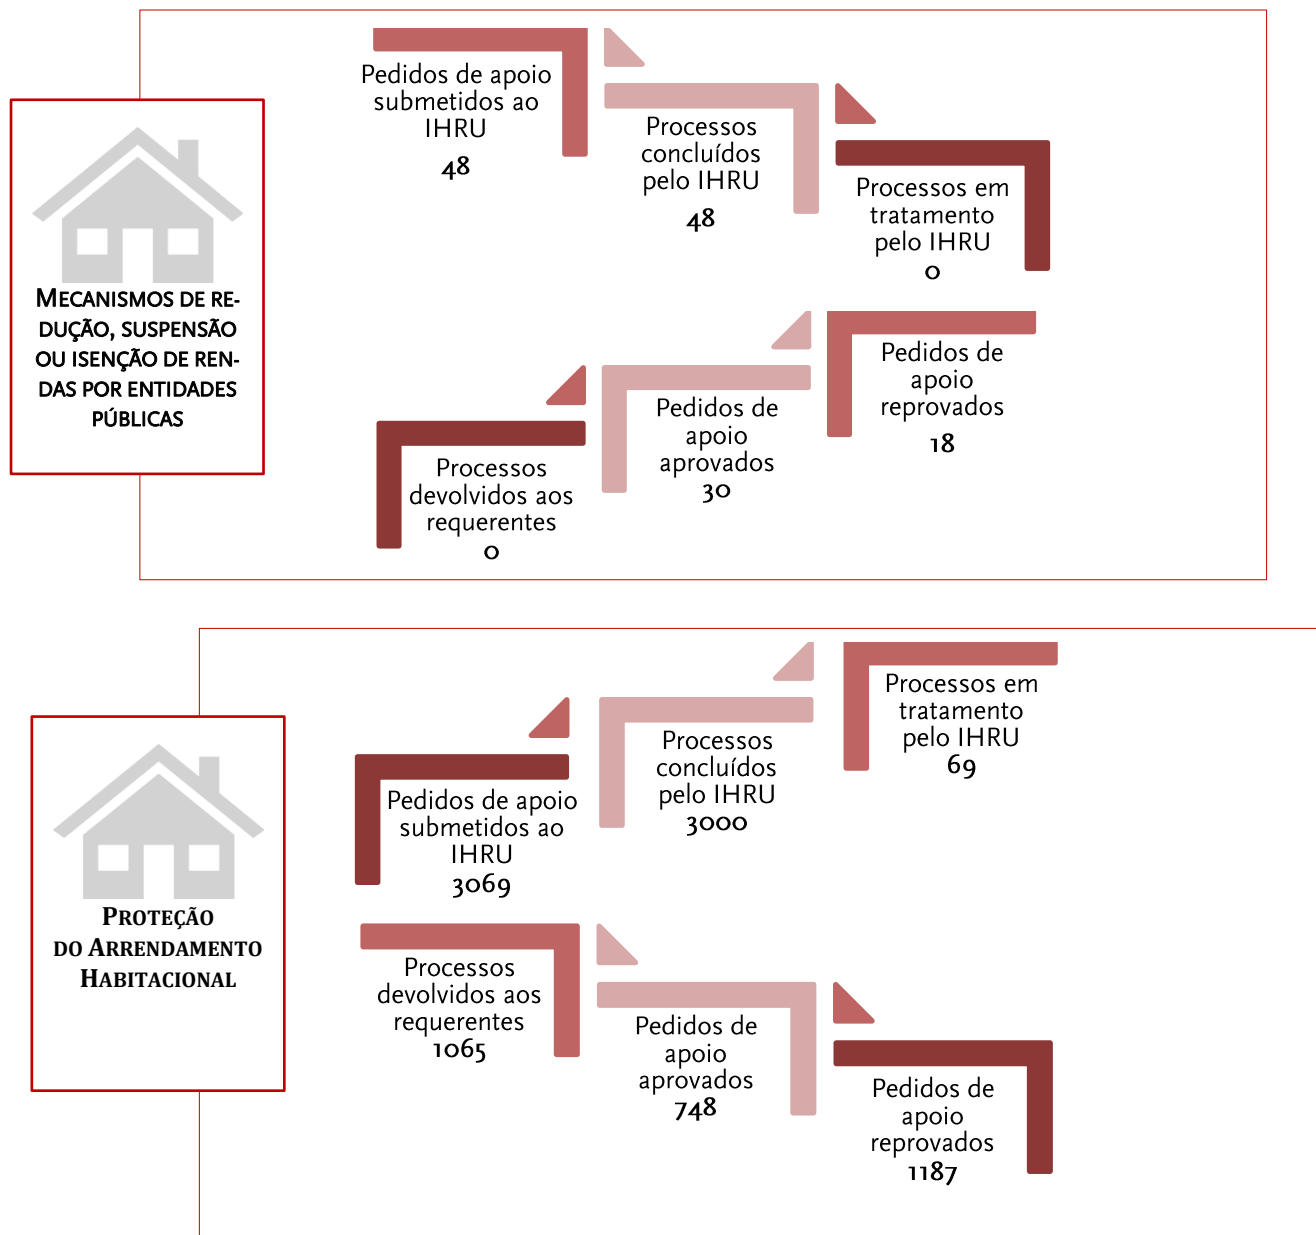 MECANISMOS DE RE-
DUÇÃO, SUSPENSÃO
OU ISENÇÃO DE REN-
DAS POR ENTIDADES
PÚBLICAS
Pedidos de apoio
submetidos ao
IHRU
48
Processos
concluídos
pelo IHRU
48
Processos em
tratamento
pelo IHRU
0
Processos
devolvidos aos
requerentes
0
Pedidos de
apoio
aprovados
30
Pedidos de
apoio
reprovados
18
PROTEÇÃO
DO ARRENDAMENTO
HABITACIONAL
Pedidos de apoio
submetidos ao
IHRU
3069
Processos
concluídos
pelo IHRU
3000
Processos em
tratamento
pelo IHRU
69
Processos
devolvidos aos
requerentes
1065
Pedidos de
apoio
aprovados
748
Pedidos de
apoio
reprovados
1187